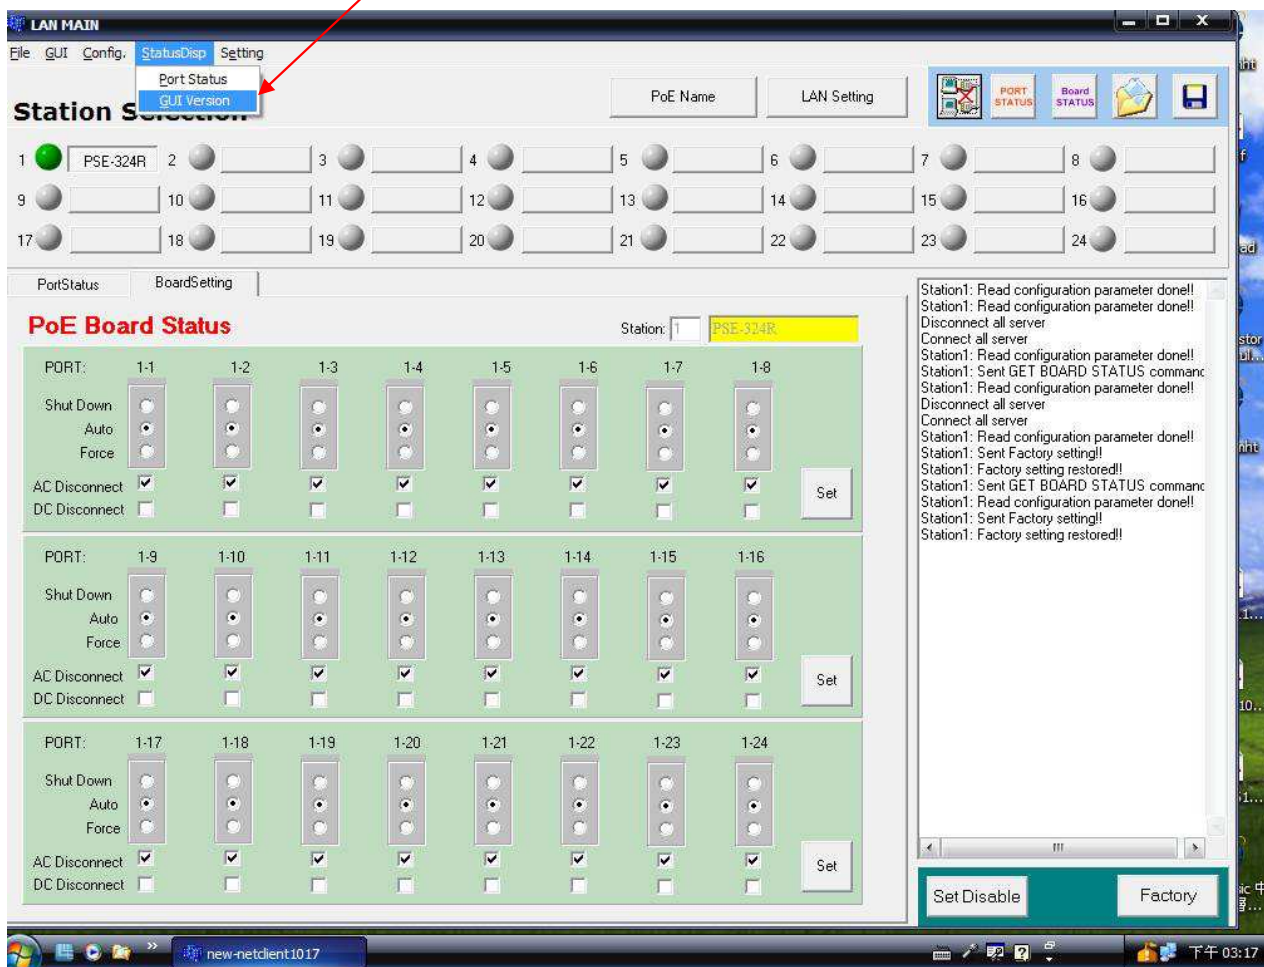 LAN MAIN
File GUI Config. StatusDisp Setting
Port Status
GUI Version
Station Selection
PoE Name LAN Setting PORT STATUS Board STATUS
1 PSE-324R 2 3 4 5 6 7 8
9 10 11 12 13 14 15 16
17 18 19 20 21 22 23 24
PortStatus BoardSetting
PoE Board Status Station: 1 PSE-324R
PORT: 1-1 1-2 1-3 1-4 1-5 1-6 1-7 1-8
Shut Down
Auto
Force
AC Disconnect
DC Disconnect
Set
PORT: 1-9 1-10 1-11 1-12 1-13 1-14 1-15 1-16
Shut Down
Auto
Force
AC Disconnect
DC Disconnect
Set
PORT: 1-17 1-18 1-19 1-20 1-21 1-22 1-23 1-24
Shut Down
Auto
Force
AC Disconnect
DC Disconnect
Set
Station1: Read configuration parameter done!!
Station1: Read configuration parameter done!!
Disconnect all server
Connect all server
Station1: Read configuration parameter done!!
Station1: Sent GET BOARD STATUS command
Station1: Read configuration parameter done!!
Disconnect all server
Connect all server
Station1: Read configuration parameter done!!
Station1: Sent Factory setting!!
Station1: Factory setting restored!!
Station1: Sent GET BOARD STATUS command
Station1: Read configuration parameter done!!
Station1: Sent Factory setting!!
Station1: Factory setting restored!!
Set Disable Factory
new-netclient1017
下午 03:17